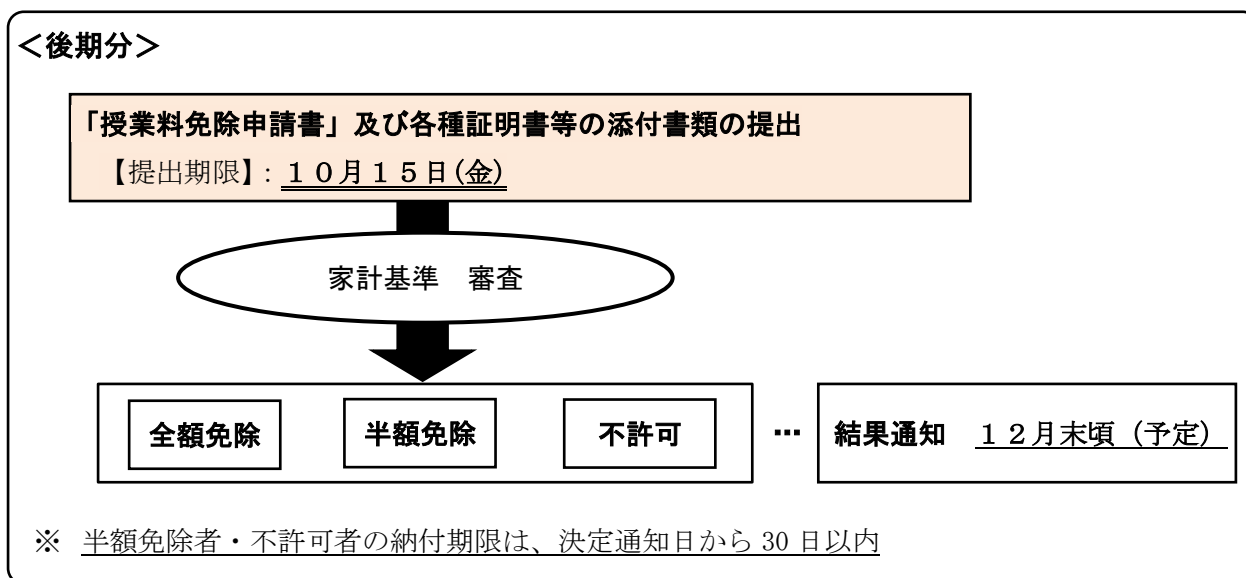 ＜後期分＞
「授業料免除申請書」及び各種証明書等の添付書類の提出
【提出期限】：１０月１５日(金)
家計基準　審査
全額免除　半額免除　不許可　…　結果通知　１２月末頃（予定）
※　半額免除者・不許可者の納付期限は、決定通知日から 30 日以内